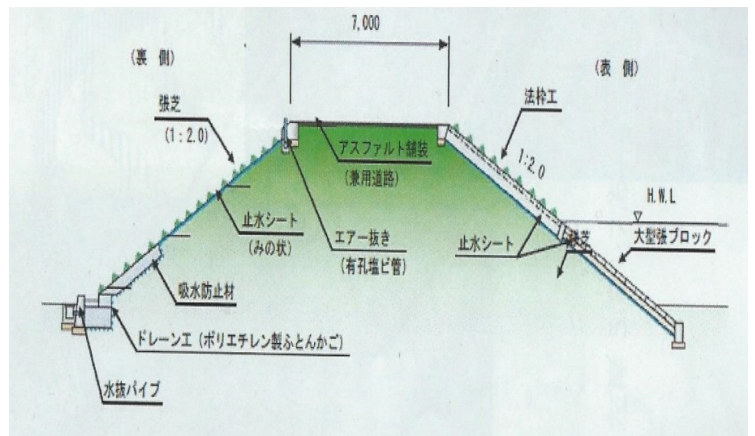 7,000
(裏 側)
(表 側)
張芝
(1:2.0)
法枠工
アスファルト舗装
(兼用道路)
1:2.0
H.W.L
止水シート
(みの状)
エアー抜き
(有孔塩ビ管)
止水シート
張芝
大型張ブロック
吸水防止材
ドレーン工(ポリエチレン製ふとんかご)
水抜パイプ